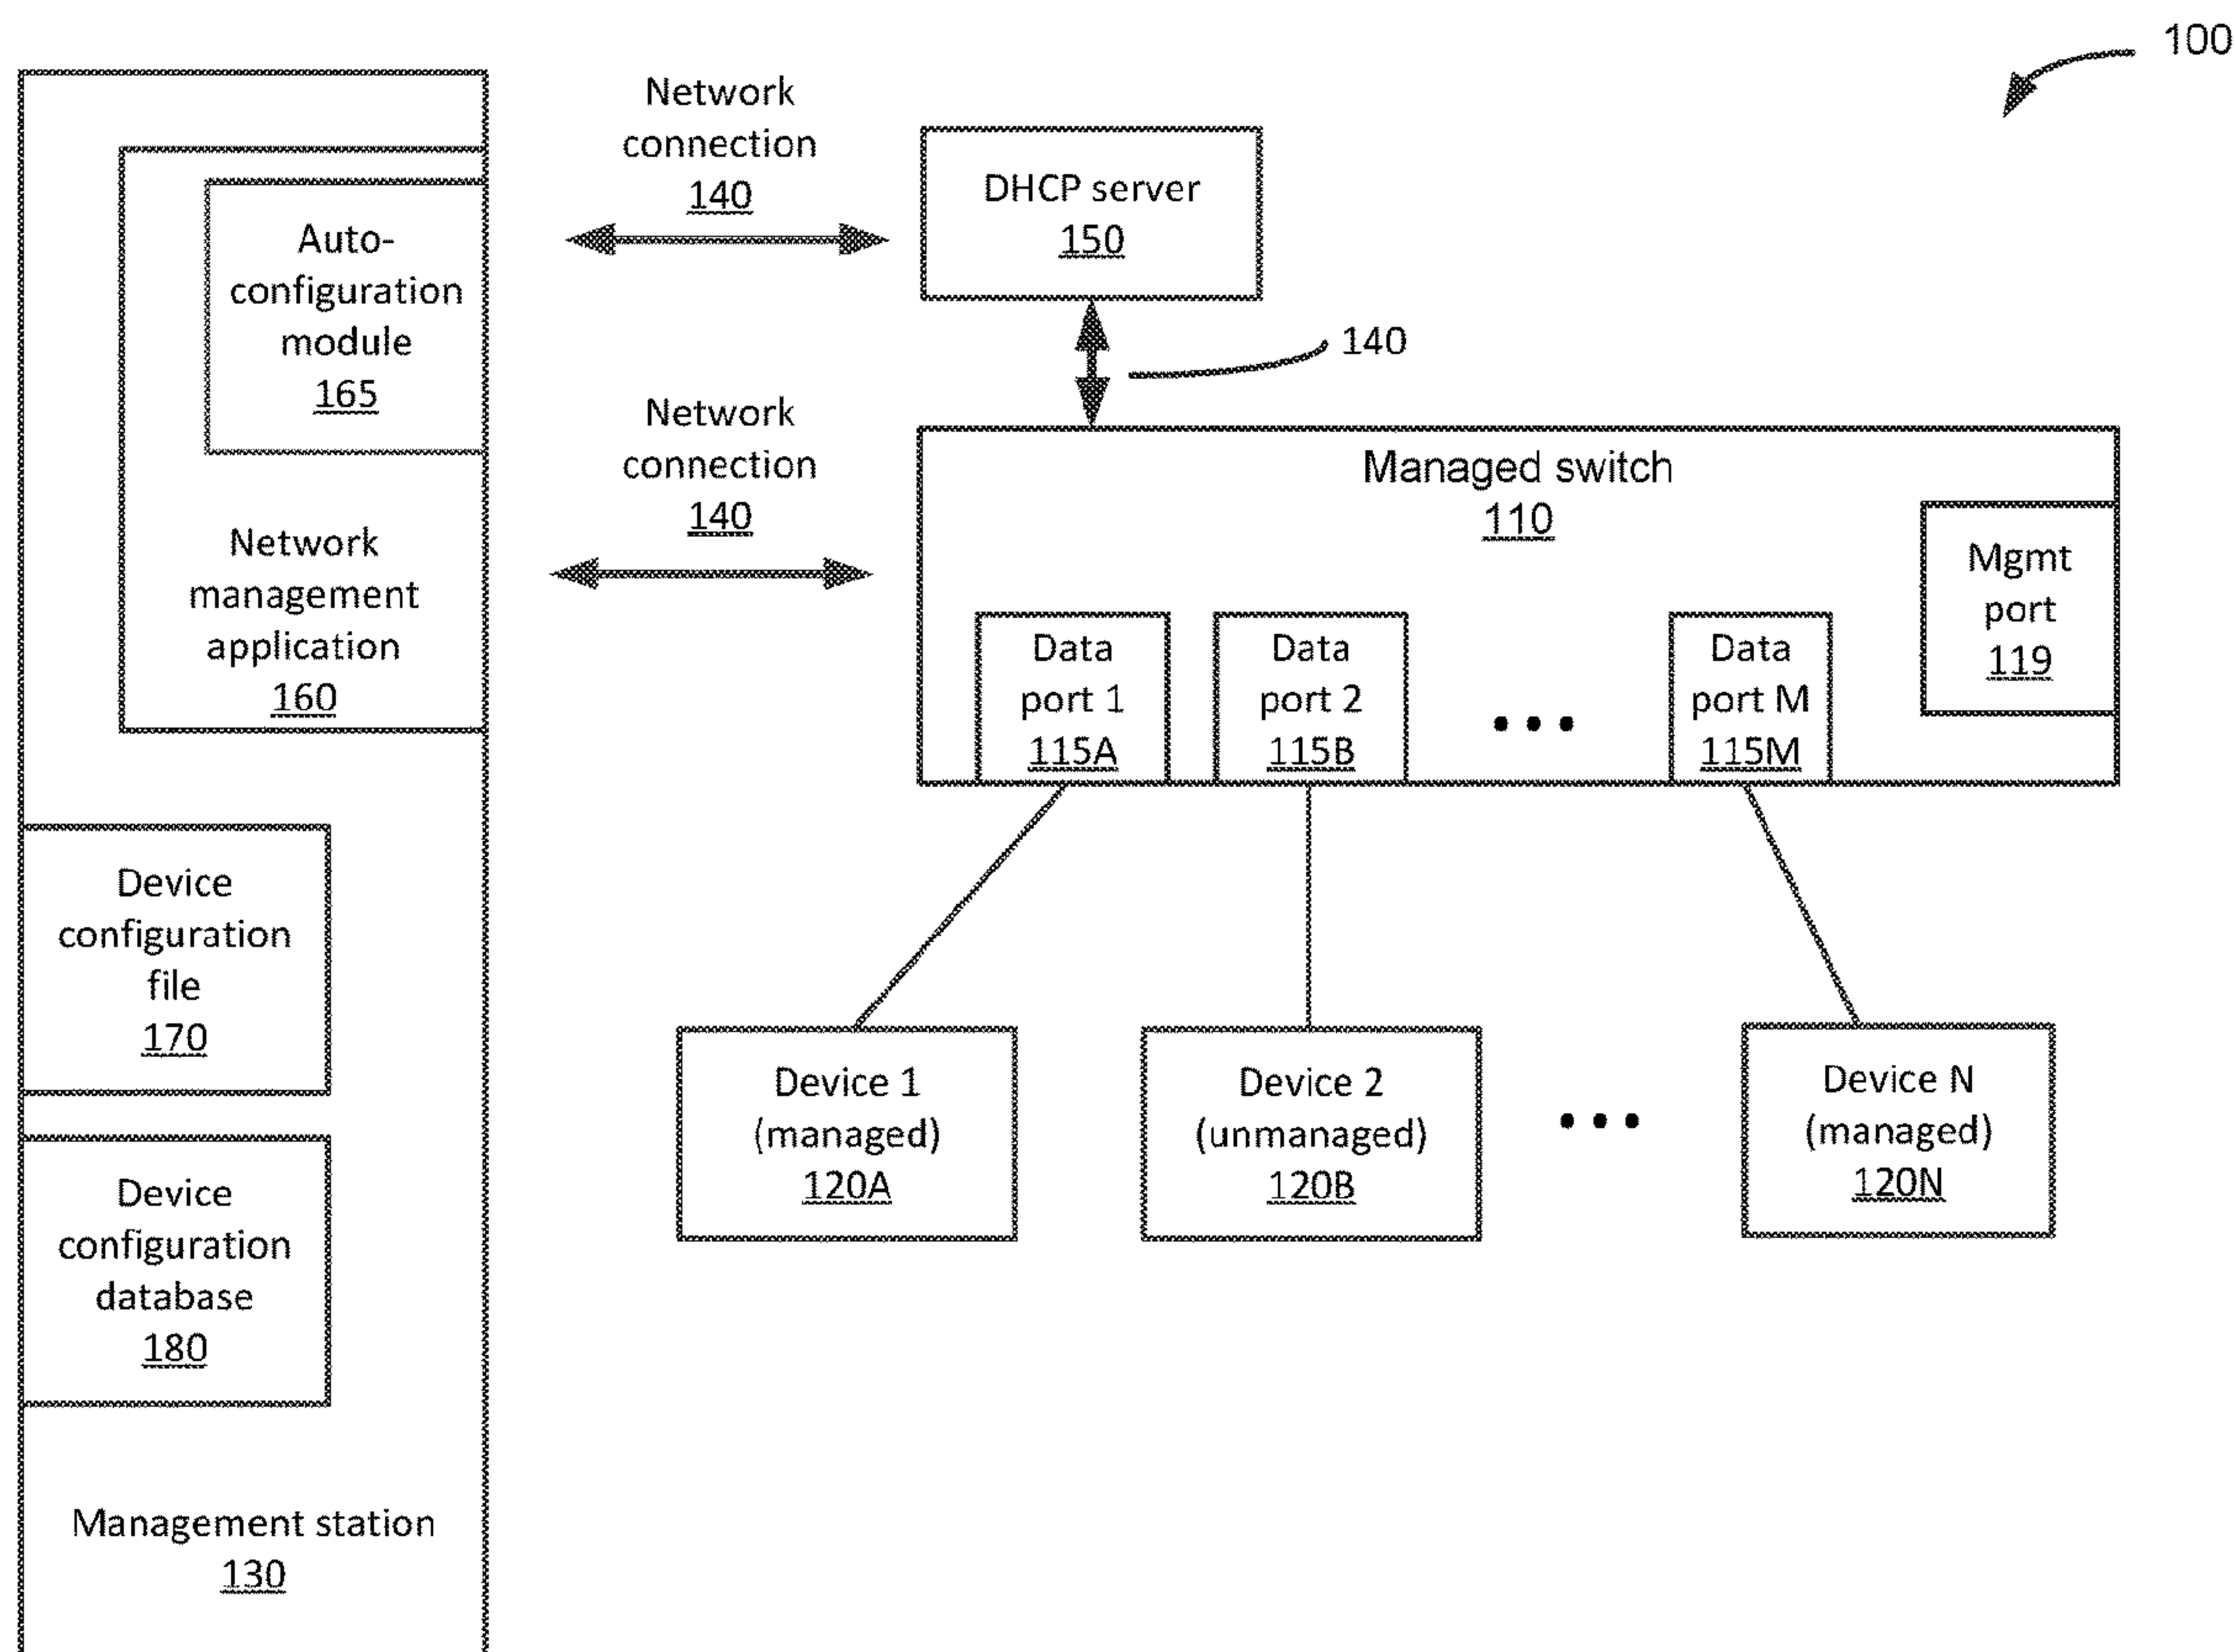 100
Network
connection
140
DHCP server
150
Auto-
configuration
module
165
140
Network
connection
140
Managed switch
110
Network
management
application
160
Mgmt
port
119
Data
port 1
115A
Data
port 2
115B
Data
port M
115M
Device
configuration
file
170
Device 1
(managed)
120A
Device 2
(unmanaged)
120B
Device N
(managed)
120N
Device
configuration
database
180
Management station
130